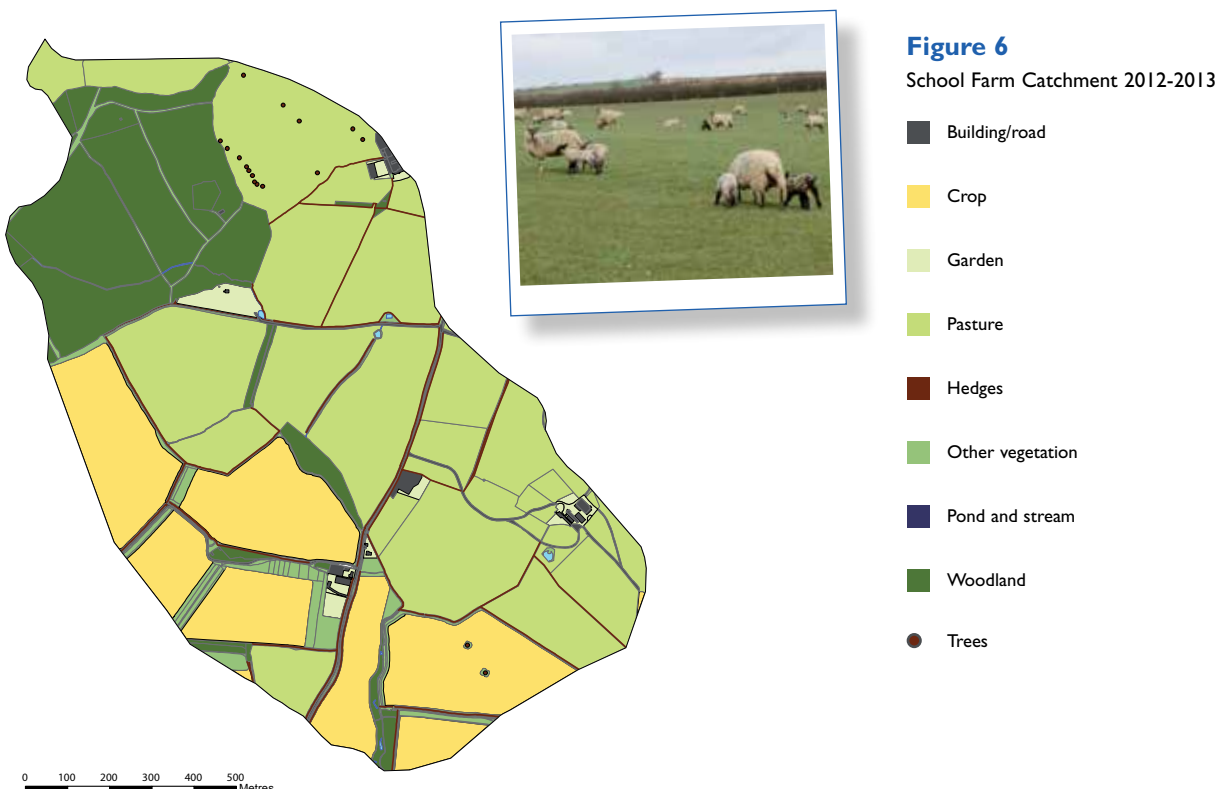 Figure 6
School Farm Catchment 2012-2013
Building/road
Crop
Garden
Pasture
Hedges
Other vegetation
Pond and stream
Woodland
Trees
0 100 200 300 400 500
Metres